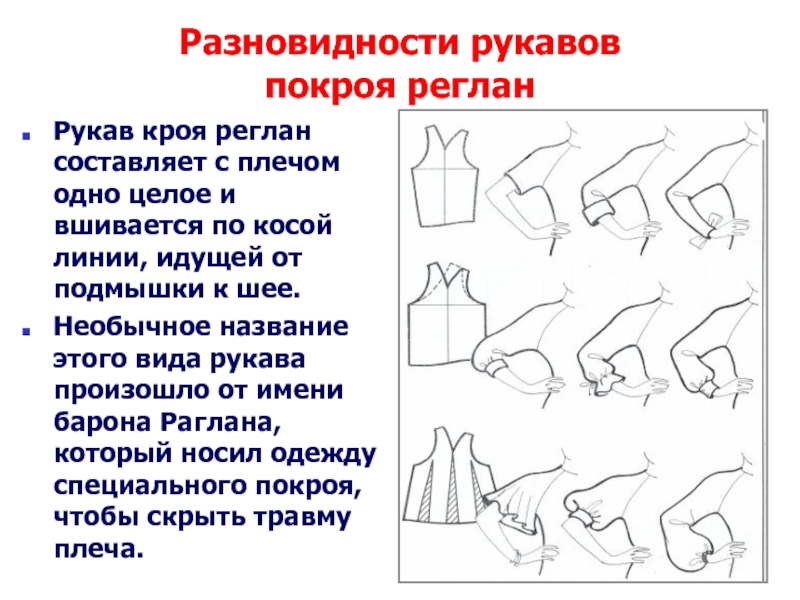 Разновидности рукавов
покроя реглан
Рукав кроя реглан
составляет с плечом
одно целое и
вшивается по косой
линии, идущей от
подмышки к шее.
Необычное название
этого вида рукава
произошло от имени
барона Раглана,
который носил одежду
специального покроя,
чтобы скрыть травму
плеча.